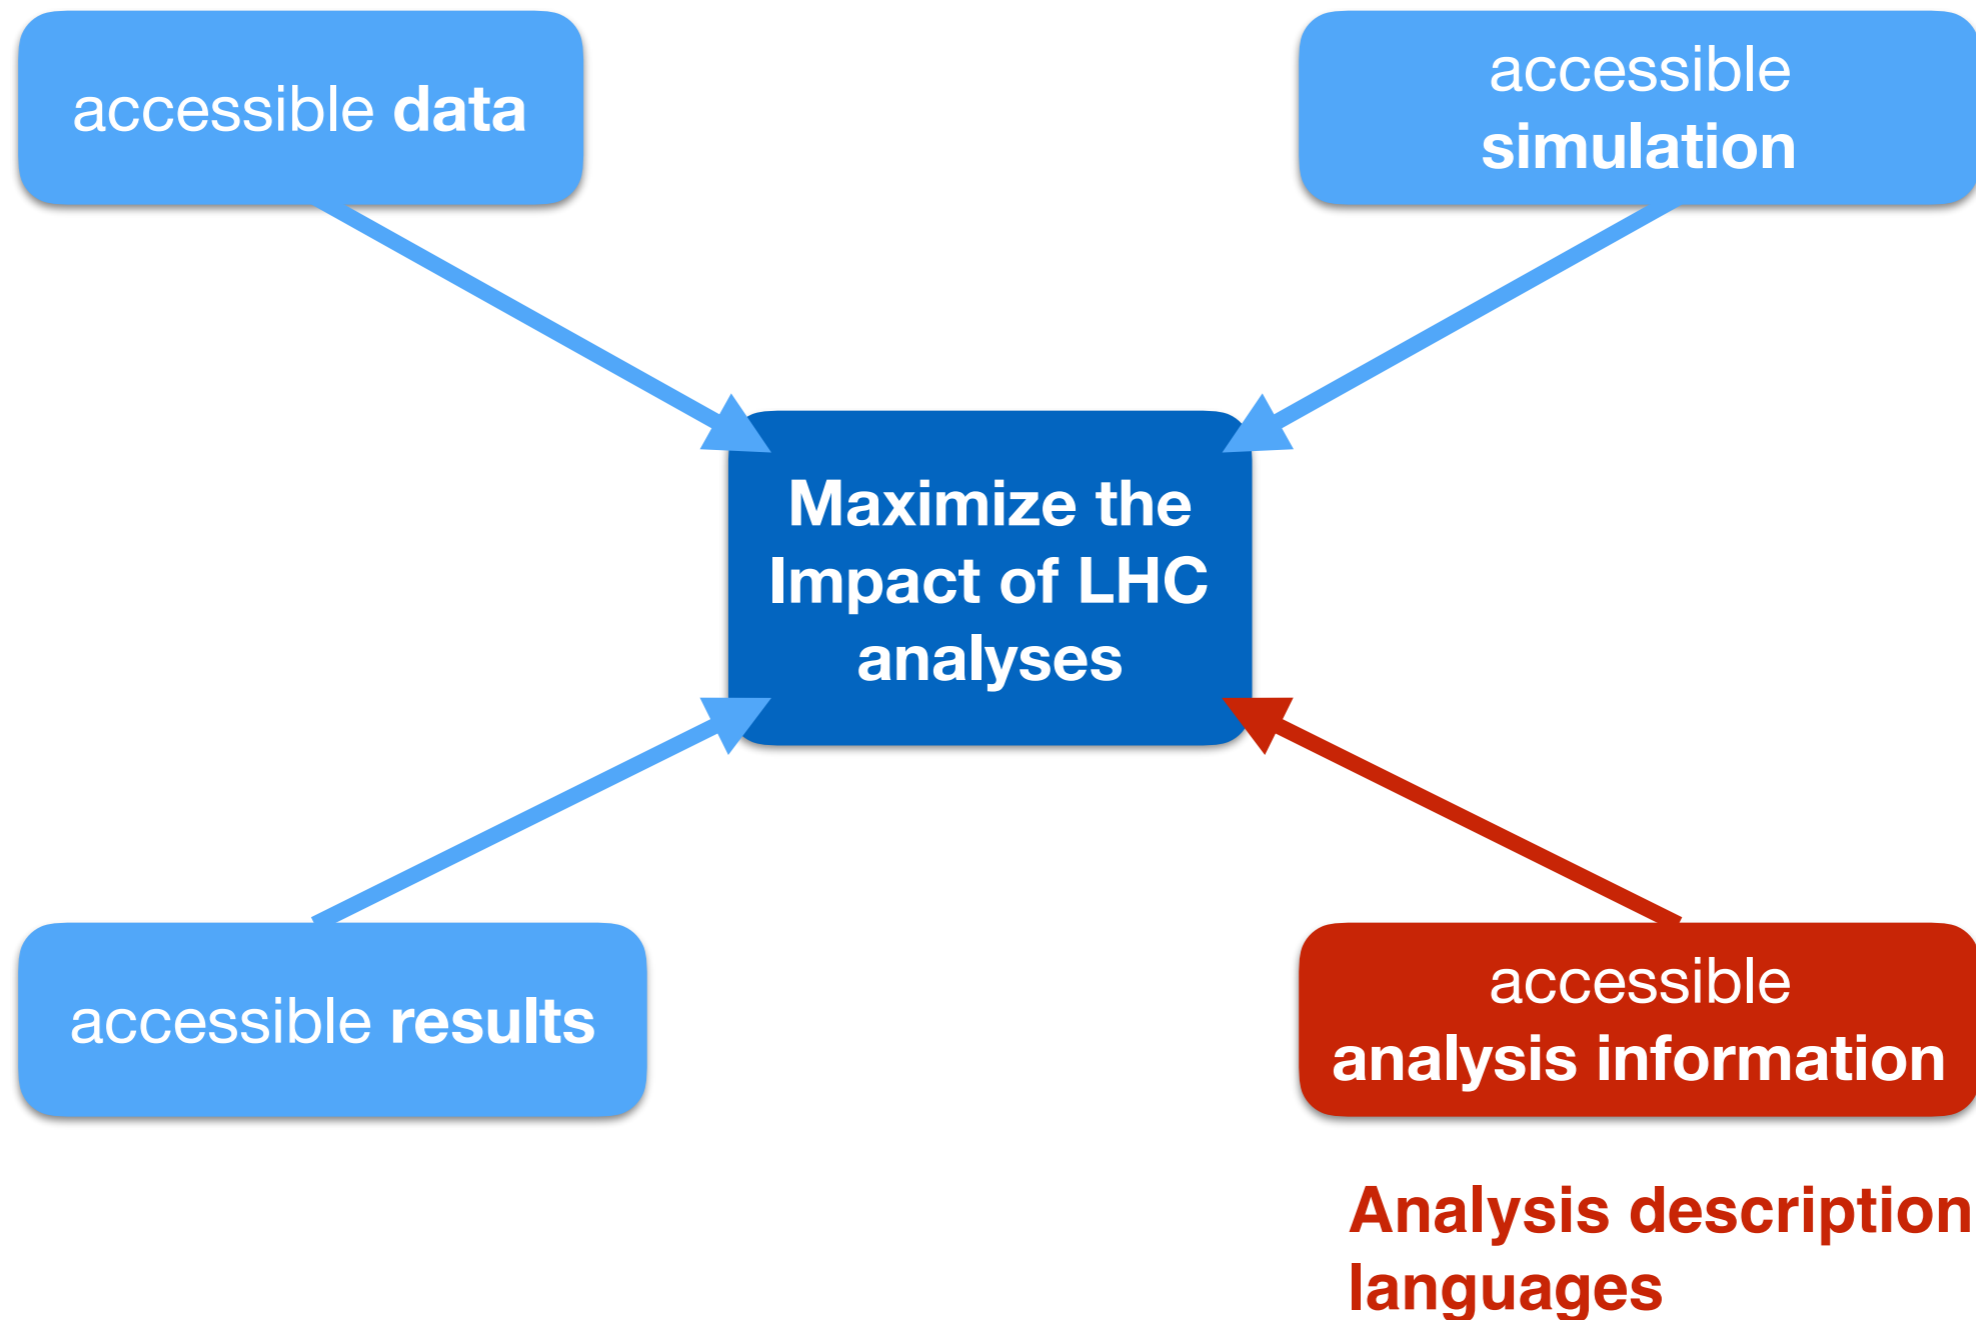 accessible data
accessible
simulation
Maximize the
Impact of LHC
analyses
accessible results
accessible
analysis information
Analysis description
languages